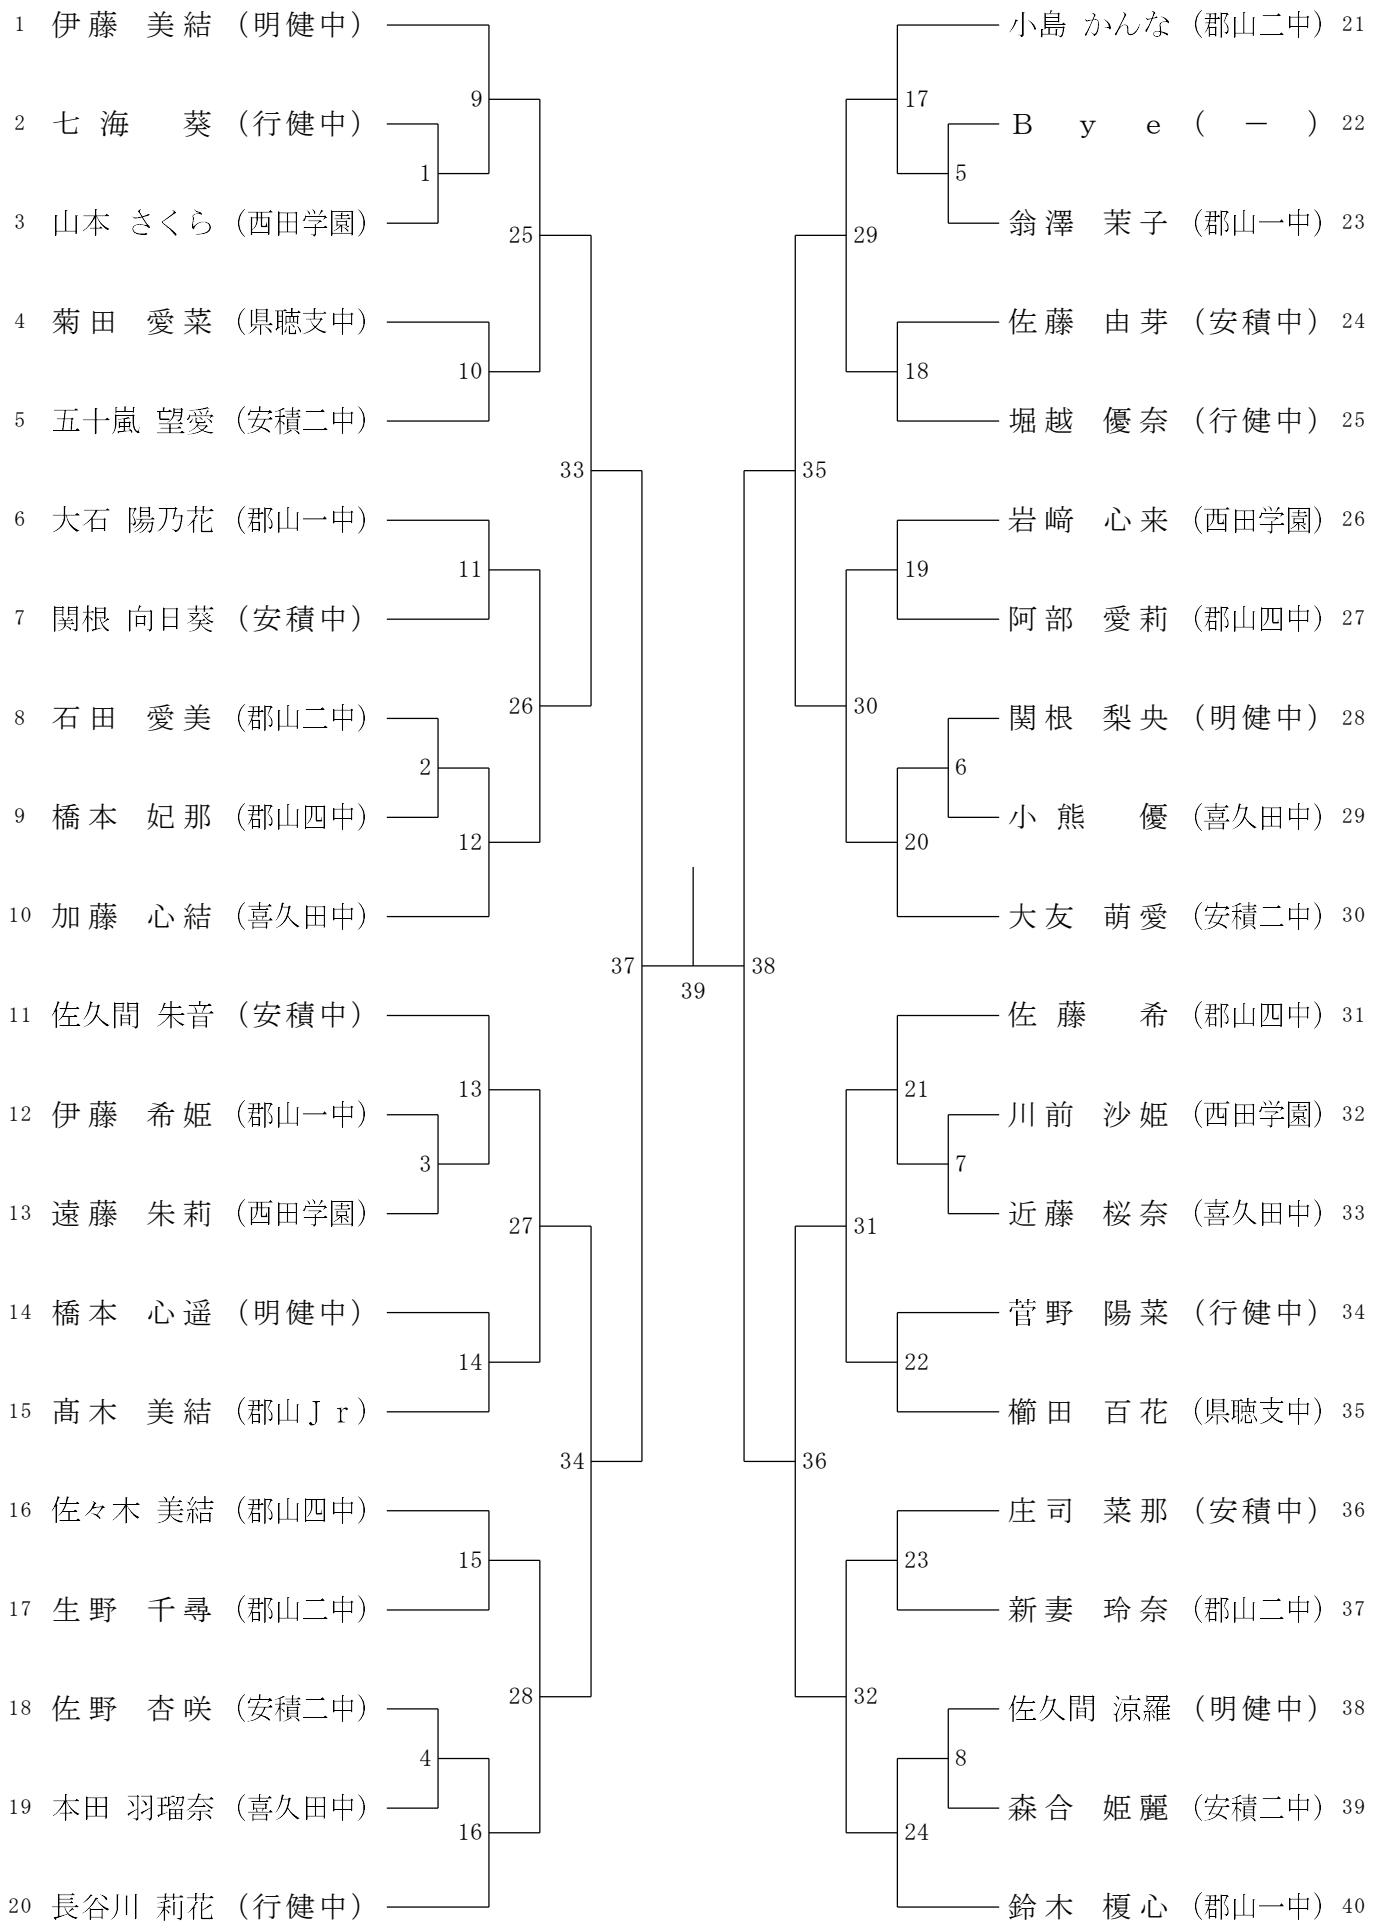 1 伊藤 美結 (明健中)
2 七海 葵 (行健中)
3 山本 さくら (西田学園)
4 菊田 愛菜 (県聴支中)
5 五十嵐 望愛 (安積二中)
6 大石 陽乃花 (郡山一中)
7 関根 向日葵 (安積中)
8 石田 愛美 (郡山二中)
9 橋本 妃那 (郡山四中)
10 加藤 心結 (喜久田中)
11 佐久間 朱音 (安積中)
12 伊藤 希姫 (郡山一中)
13 遠藤 朱莉 (西田学園)
14 橋本 心遥 (明健中)
15 髙木 美結 (郡山Ｊｒ)
16 佐々木 美結 (郡山四中)
17 生野 千尋 (郡山二中)
18 佐野 杏咲 (安積二中)
19 本田 羽瑠奈 (喜久田中)
20 長谷川 莉花 (行健中)
1
2
3
4
9
10
11
12
13
14
15
16
25
26
27
28
33
34
37
39
38
35
36
29
30
31
32
17
18
19
20
21
22
23
24
5
6
7
8
小島 かんな (郡山二中) 21
Ｂｙｅ (－) 22
翁澤 茉子 (郡山一中) 23
佐藤 由芽 (安積中) 24
堀越 優奈 (行健中) 25
岩﨑 心来 (西田学園) 26
阿部 愛莉 (郡山四中) 27
関根 梨央 (明健中) 28
小熊 優 (喜久田中) 29
大友 萌愛 (安積二中) 30
佐藤 希 (郡山四中) 31
川前 沙姫 (西田学園) 32
近藤 桜奈 (喜久田中) 33
菅野 陽菜 (行健中) 34
櫛田 百花 (県聴支中) 35
庄司 菜那 (安積中) 36
新妻 玲奈 (郡山二中) 37
佐久間 涼羅 (明健中) 38
森合 姫麗 (安積二中) 39
鈴木 榎心 (郡山一中) 40